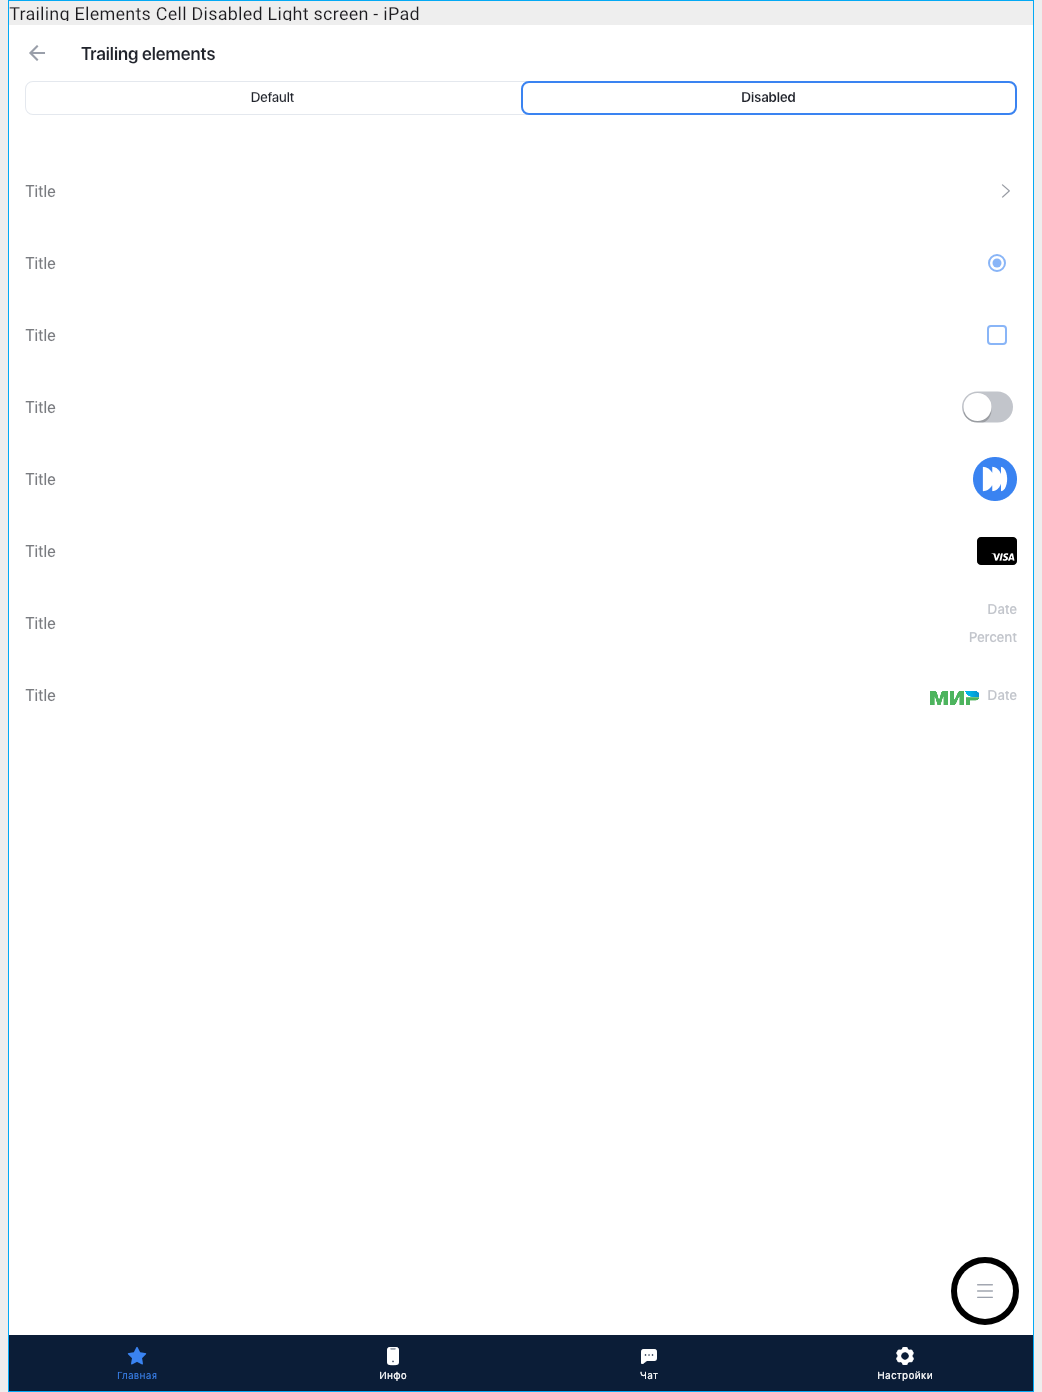 Trailing Elements Cell Disabled Light screen - iPad
Trailing elements
Default
Disabled
Title
Title
Title
Title
Title
Title
VISA
Title
Date
Percent
Title
МИР
Date
Главная
Инфо
Чат
Настройки